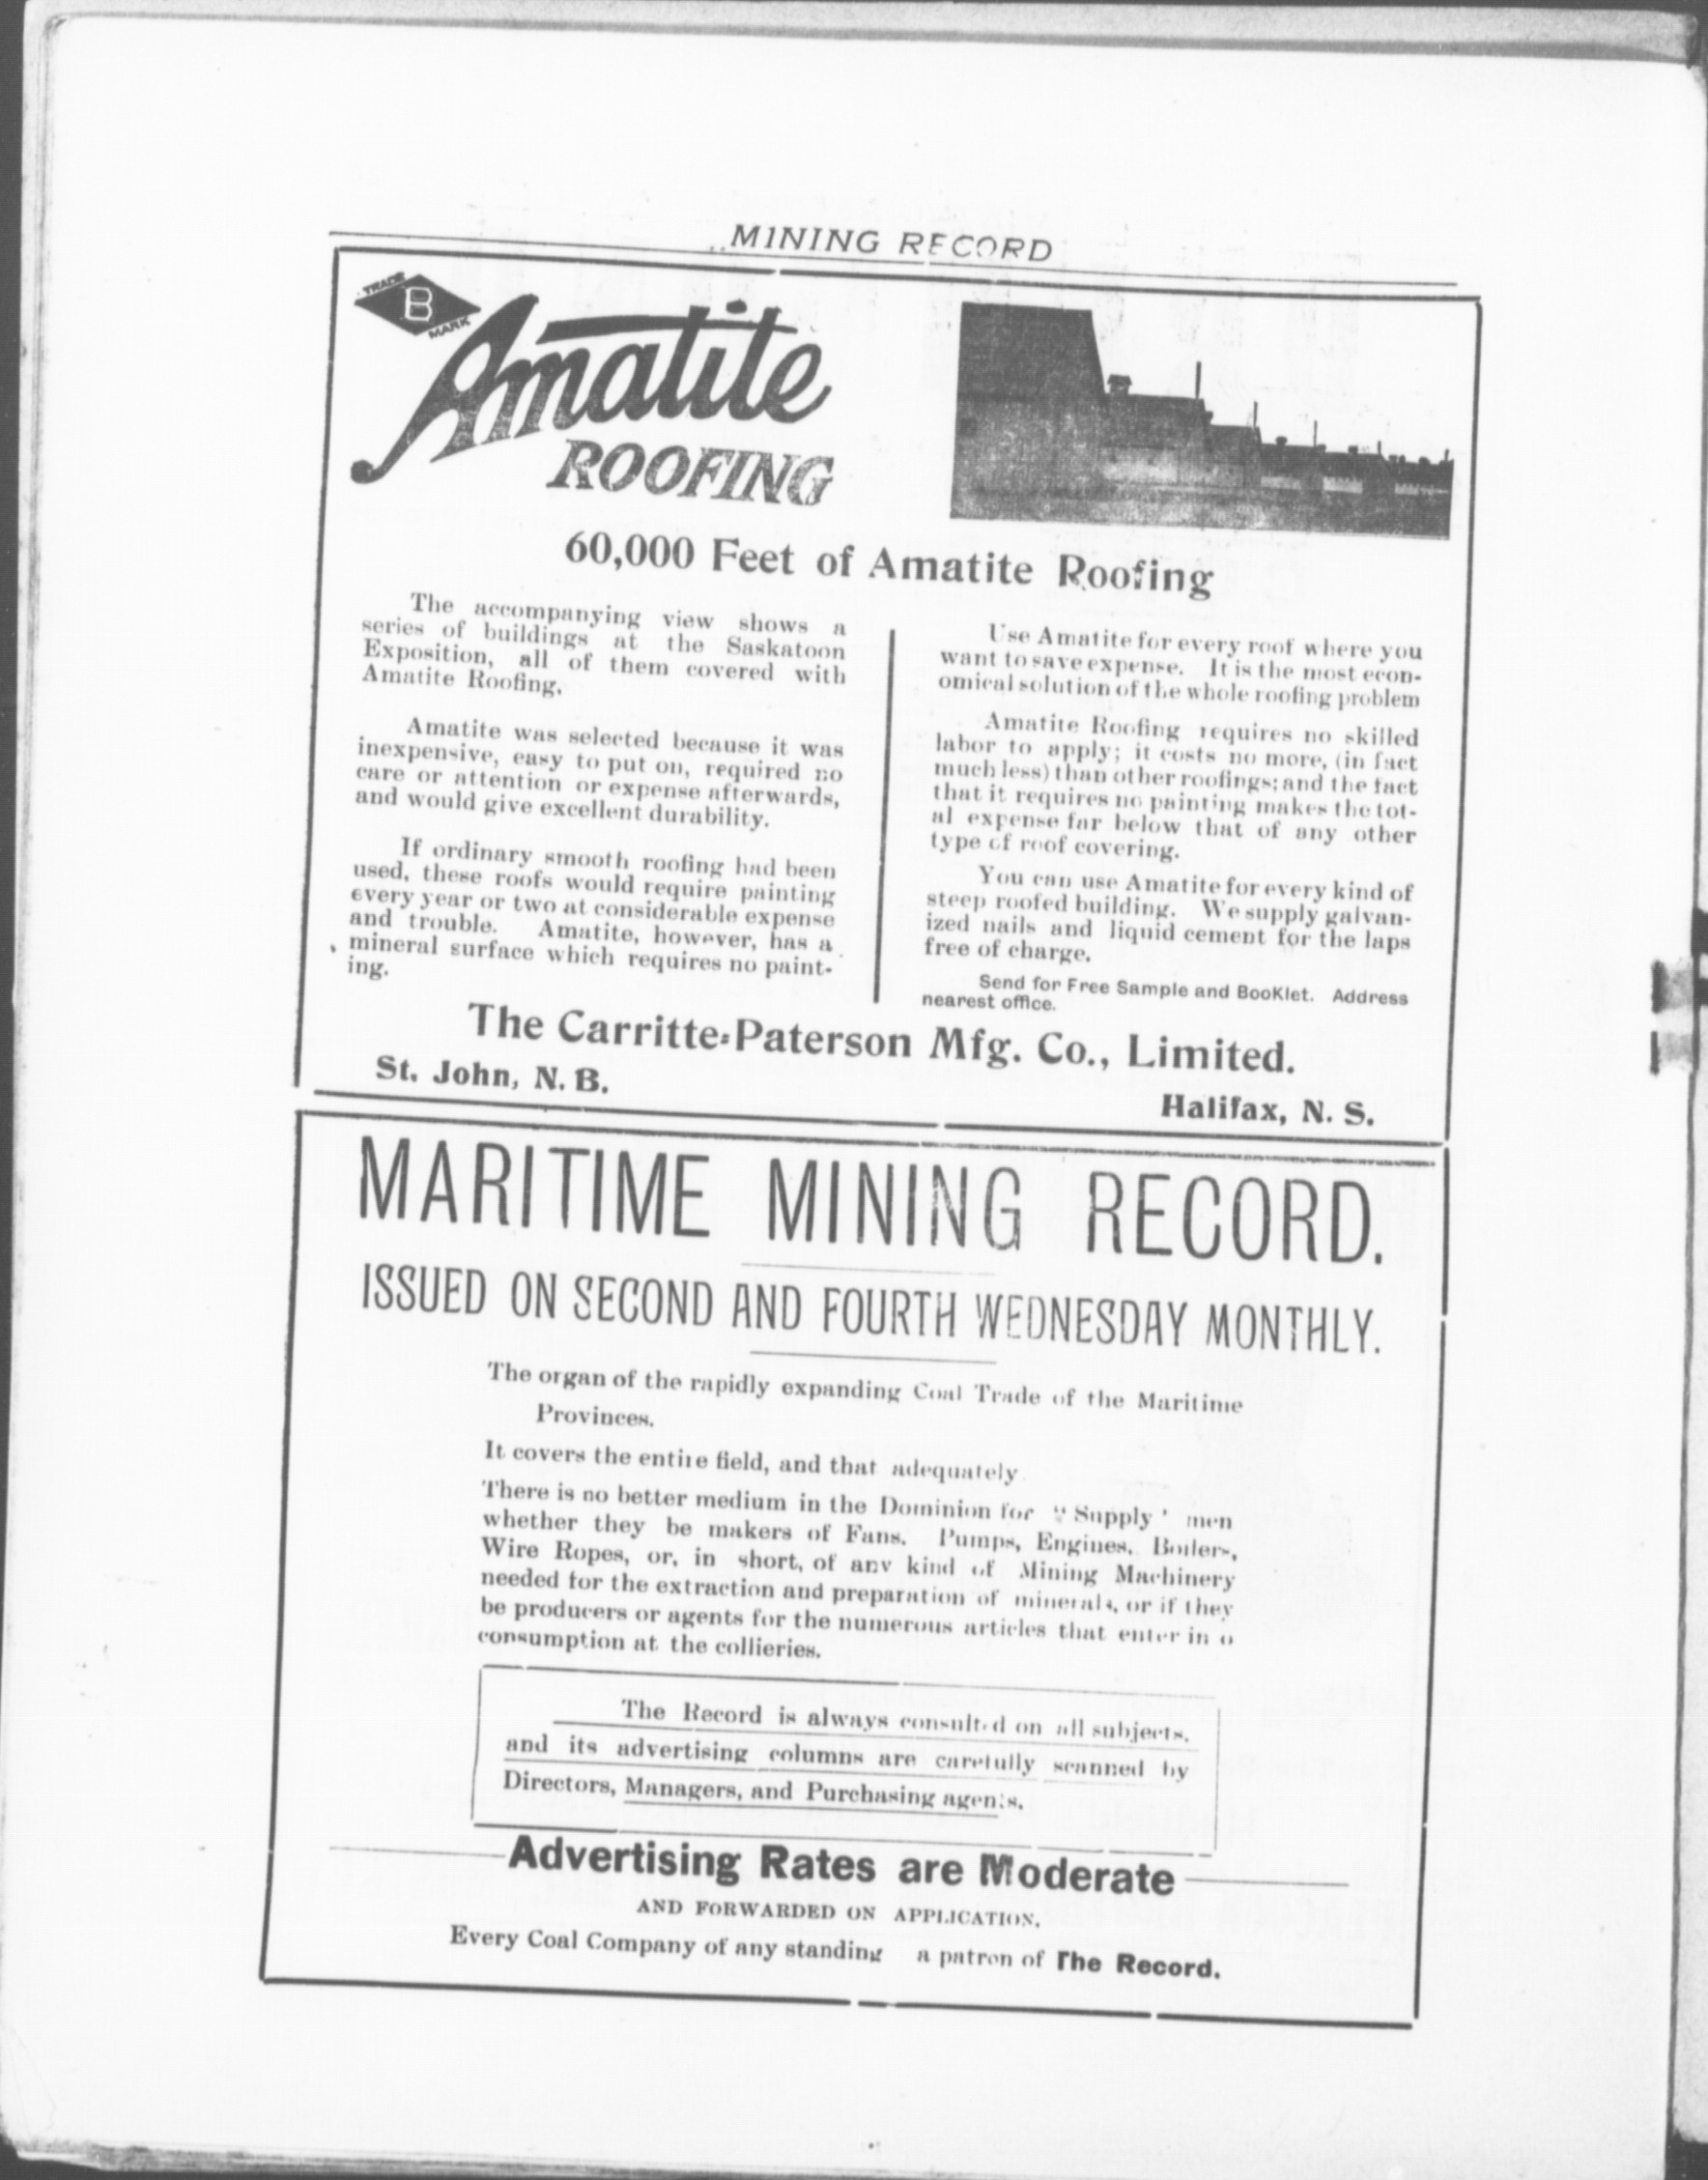 MINING RECORD
TRADE
B
MARK
Amatite
ROOFING
60,000 Feet of Amatite Roofing
The accompanying view shows a
series of buildings at the Saskatoon
Exposition, all of them covered with
Amatite Roofing.
Amatite was selected because it was
inexpensive, easy to put on, required no
care or attention or expense afterwards,
and would give excellent durability.
If ordinary smooth roofing had been
used, these roofs would require painting
every year or two at considerable expense
and trouble. Amatite, however, has a
mineral surface which requires no paint-
ing.
Use Amatite for every roof where you
want to save expense. It is the most econ-
omical solution of the whole roofing problem
Amatite Roofing requires no skilled
labor to apply; it costs no more, (in fact
much less) than other roofings; and the fact
that it requires no painting makes the tot-
al expense far below that of any other
type of roof covering.
You can use Amatite for every kind of
steep roofed building. We supply galvan-
ized nails and liquid cement for the laps
free of charge.
Send for Free Sample and BooKlet. Address
nearest office.
The Carritte-Paterson Mfg. Co., Limited.
St. John, N. B.
Halifax, N. S.
MARITIME MINING RECORD.
ISSUED ON SECOND AND FOURTH WEDNESDAY MONTHLY.
The organ of the rapidly expanding Coal Trade of the Maritime
Provinces.
It covers the entire field, and that adequately
There is no better medium in the Dominion for " Supply ' men
whether they be makers of Fans. Pumps, Engines, Boilers,
Wire Ropes, or, in short, of any kind of Mining Machinery
needed for the extraction and preparation of minerals, or if they
be producers or agents for the numerous articles that enter in o
consumption at the collieries.
The Record is always consulted on all subjects,
and its advertising columns are carefully scanned by
Directors, Managers, and Purchasing agents.
Advertising Rates are Moderate
AND FORWARDED ON APPLICATION.
Every Coal Company of any standing a patron of The Record.